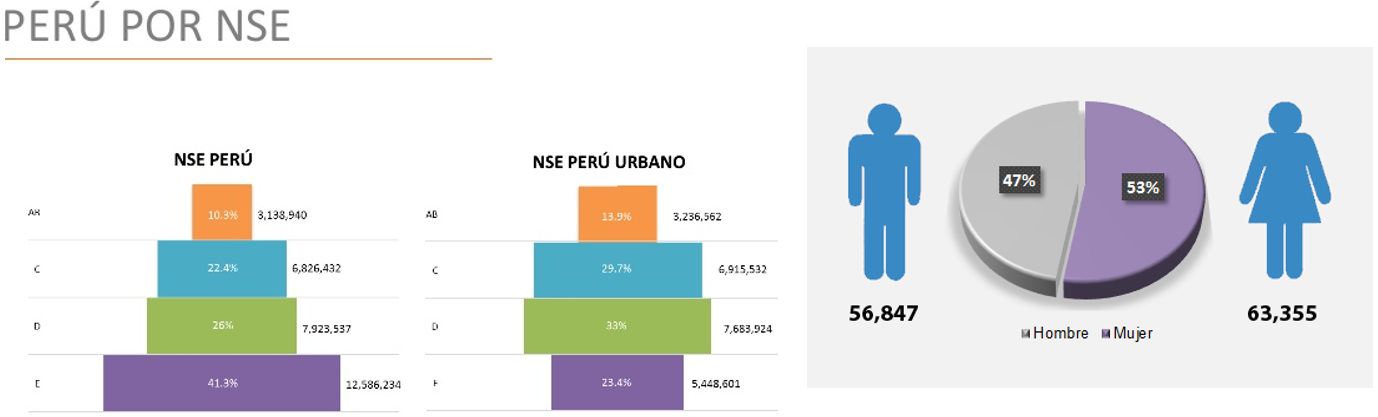 PERÚ POR NSE
NSE PERÚ
AB
10.3%
3,138,940
C
22.4%
6,826,432
D
26%
7,923,537
E
41.3%
12,586,234
NSE PERÚ URBANO
AB
13.9%
3,236,562
C
29.7%
6,915,532
D
33%
7,683,924
E
23.4%
5,448,601
47%
53%
56,847
63,355
Hombre
Mujer